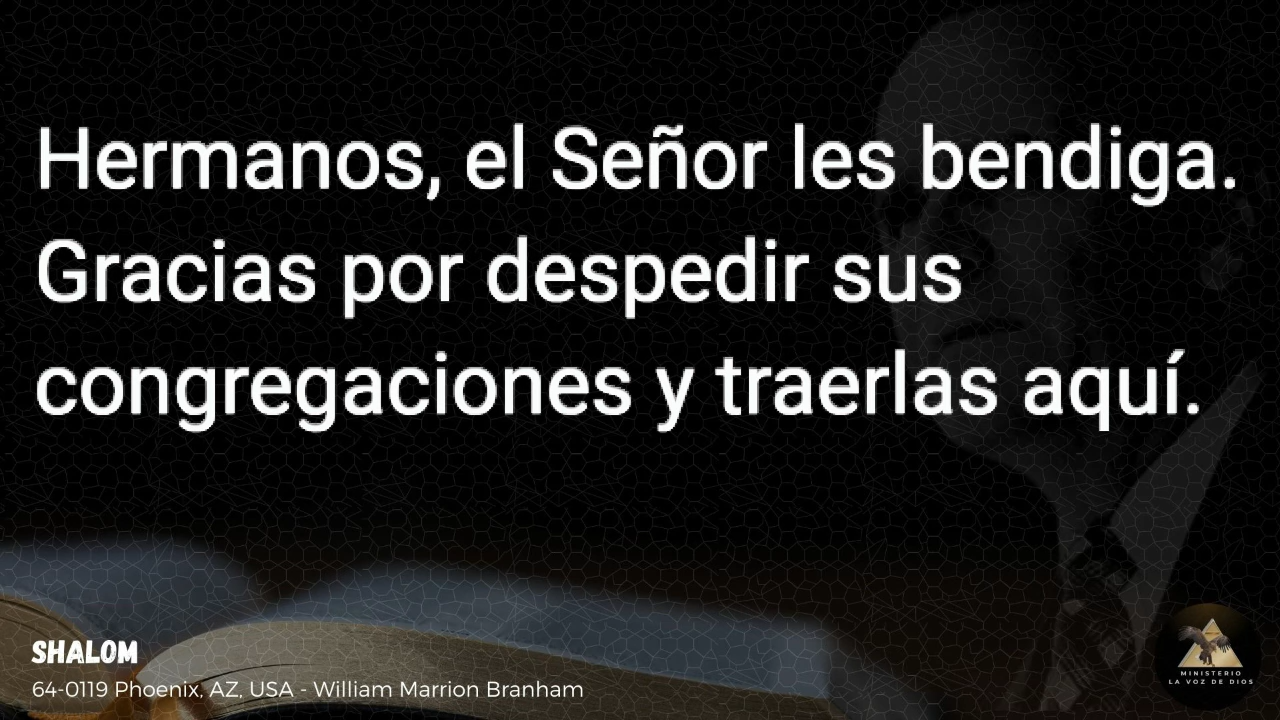 Hermanos, el Señor les bendiga.
Gracias por despedir sus
congregaciones y traerlas aquí.
SHALOM
64-0119 Phoenix, AZ, USA - William Marrion Branham
MINISTERIO
LA VOZ DE DIOS